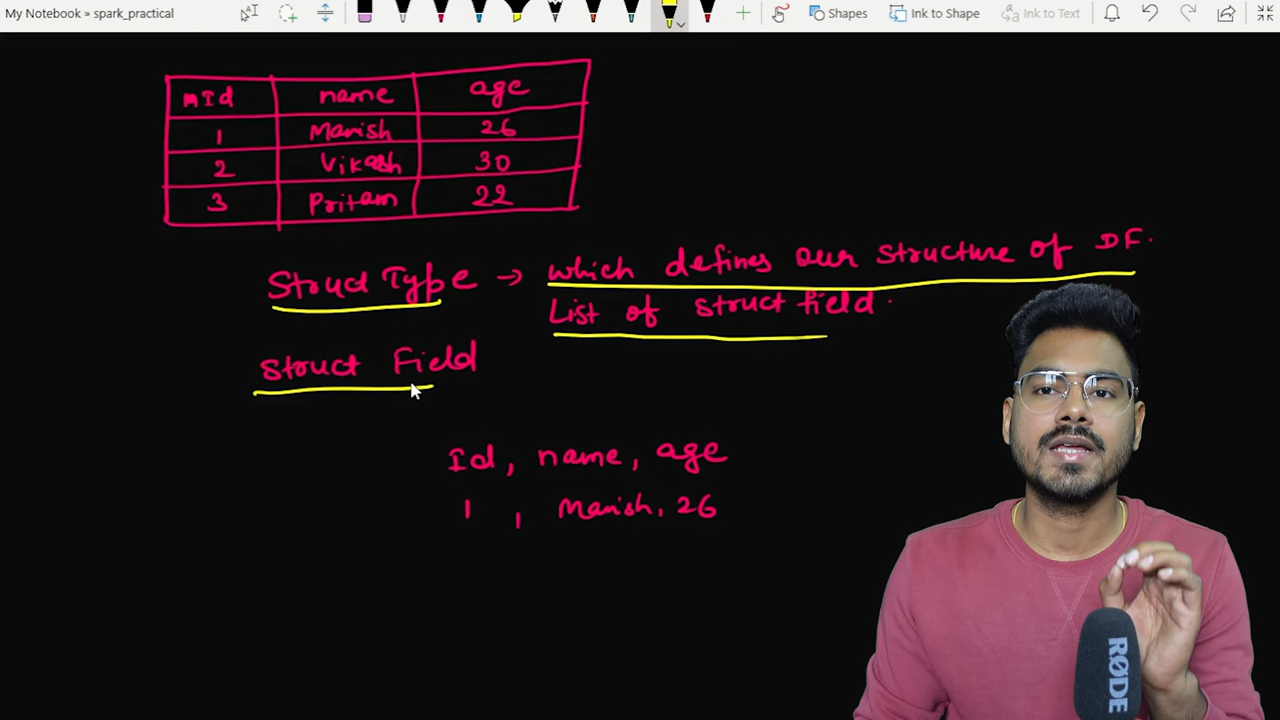 My Notebook » spark_practical
Shapes
Ink to Shape
Ink to Text
nId name age
1 Manish 26
2 Vikash 30
3 Pritam 22
Struct Type → which defines our structure of DF.
List of struct field.
Struct Field
Id, name, age
1 , Manish, 26
RØDE